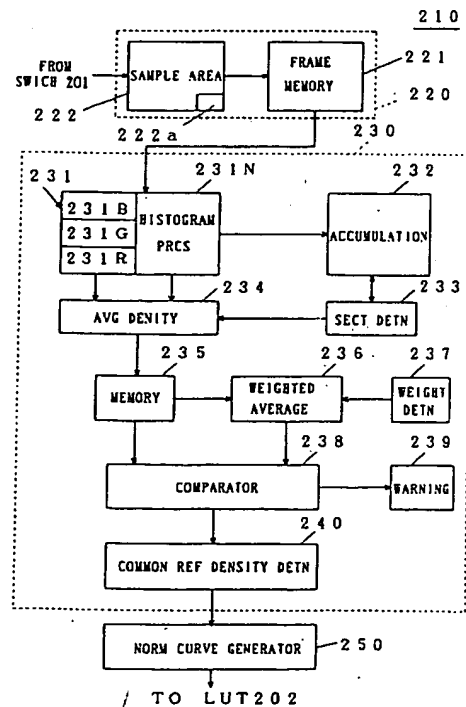 210
FROM
SWICH 201
SAMPLE AREA
FRAME
MEMORY
221
222
222a
220
230
231
231N
232
231B
231G
231R
HISTOGRAM
PRCS
ACCUMULATION
234
233
AVG DENITY
SECT DETN
235
236
237
MEMORY
WEIGHTED
AVERAGE
WEIGHT
DETN
238
239
COMPARATOR
WARNING
240
COMMON REF DENSITY DETN
NORM CURVE GENERATOR
250
TO LUT202